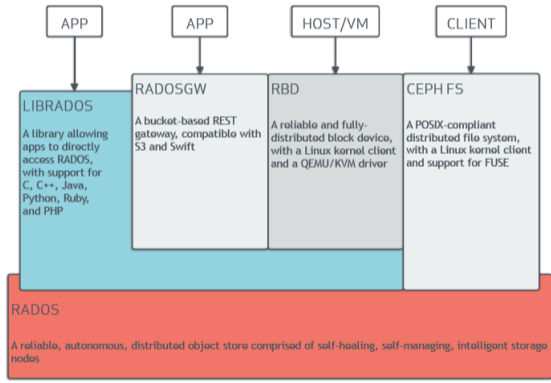 APP
APP
HOST/VM
CLIENT
LIBRADOS
A library allowing
apps to directly
access RADOS,
with support for
C, C++, Java,
Python, Ruby,
and PHP
RADOSGW
A bucket-based REST
gateway, compatible with
S3 and Swift
RBD
A reliable and fully-
distributed block device,
with a Linux kernel client
and a QEMU/KVM driver
CEPH FS
A POSIX-compliant
distributed file system,
with a Linux kernel client
and support for FUSE
RADOS
A reliable, autonomous, distributed object store comprised of self-healing, self-managing, intelligent storage
nodes